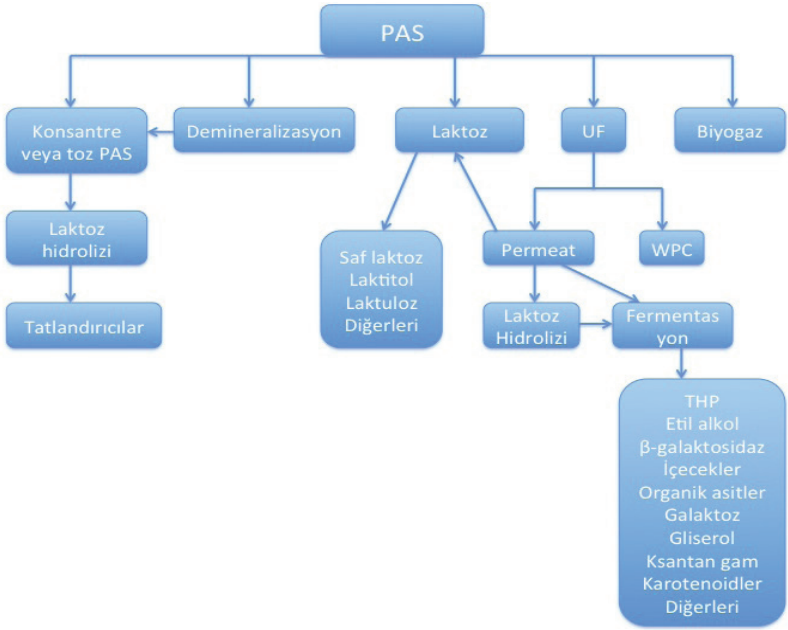 PAS
Konsantre
veya toz PAS
Demineralizasyon
Laktoz
UF
Biyogaz
Laktoz
hidrolizi
Tatlandırıcılar
Saf laktoz
Laktitol
Laktuloz
Diğerleri
Permeat
WPC
Laktoz
Hidrolizi
Fermentas
yon
THP
Etil alkol
β-galaktosidaz
İçecekler
Organik asitler
Galaktoz
Gliserol
Ksantan gam
Karotenoidler
Diğerleri